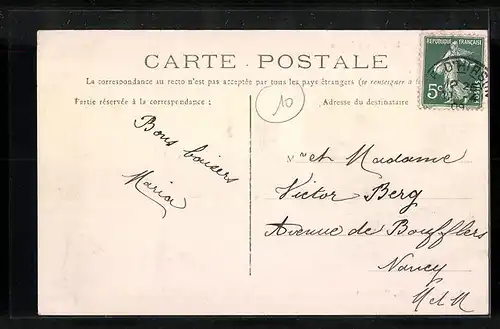 CARTE POSTALE
La correspondance au recto n'est pas acceptée par tous les pays étrangers (se renseigner à
Partie réservée à la correspondance :
Adresse du destinataire
10
REPUBLIQUE FRANÇAISE
5c
09
Bons baisers
Maria
et Madame
Victor Berg
Avenue de Boufflers
Nancy
M et M